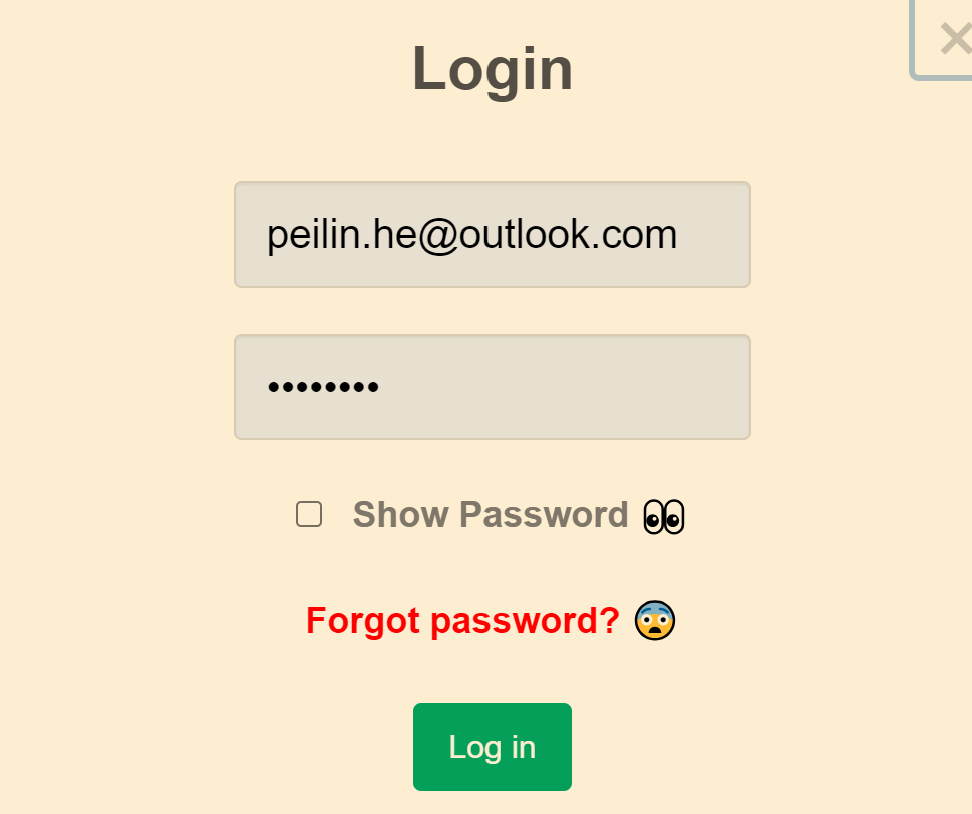 Login
peilin.he@outlook.com
••••••••
Show Password 👀
Forgot password? 😨
Log in